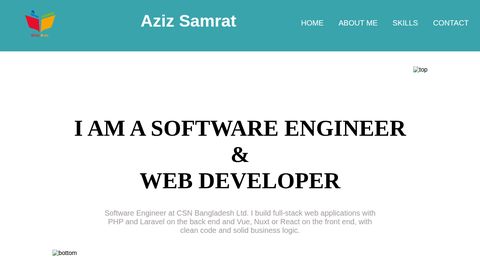 Aziz Samrat
HOME ABOUT ME SKILLS CONTACT
top
I AM A SOFTWARE ENGINEER
&
WEB DEVELOPER
Software Engineer at CSN Bangladesh Ltd. I build full-stack web applications with
PHP and Laravel on the back end and Vue, Nuxt or React on the front end, with
clean code and solid business logic.
bottom